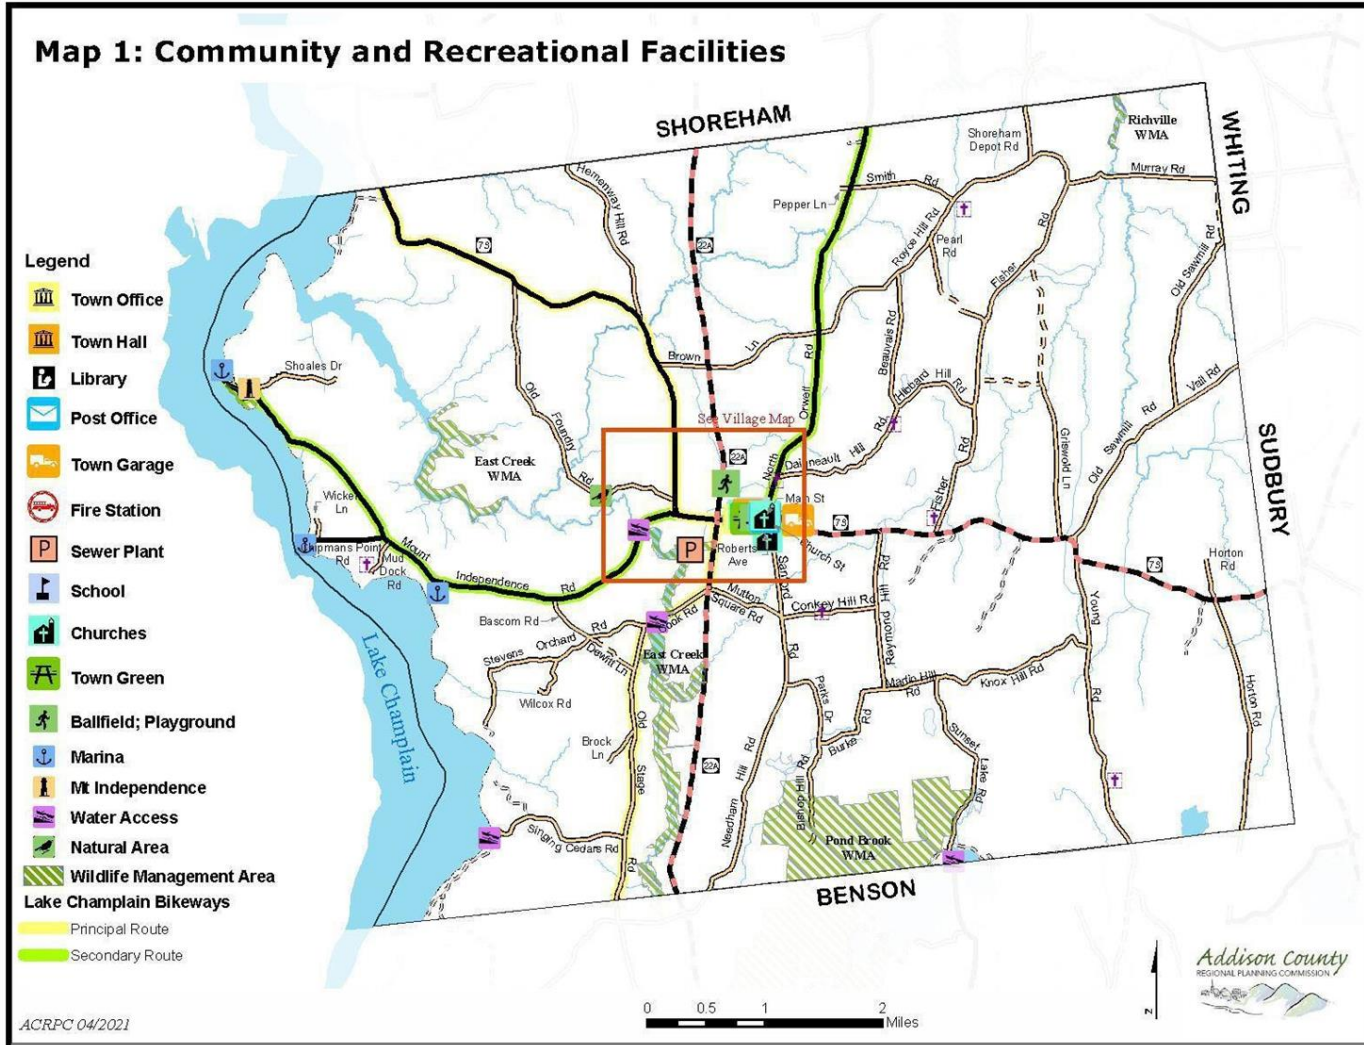 Map 1: Community and Recreational Facilities
SHOREHAM
WHITING
SUDBURY
BENSON
Richville
WMA
Shoreham
Depot Rd
Murray Rd
Smith Rd
Pepper Ln
Hemenway Hill Rd
73
22A
Royce Hill Rd
Pearl
Rd
Fisher Rd
Old Sawmill Rd
Brown Ln
Beauvais Rd
Hibbard Hill Rd
Shoales Dr
Old Foundry Rd
North Orwell Rd
See Village Map
22A
Daigneault Hill Rd
Griswold Ln
Old Sawmill Rd
Vail Rd
East Creek
WMA
Fisher Rd
Main St
73
Church St
Roberts
Ave
P
Mount Independence Rd
Chipmans Point
Rd
Mud
Dock Rd
Sanford Rd
Mutton
Square Rd
Conkey Hill Rd
Raymond Hill Rd
Horton
Rd
73
Young Rd
Bascom Rd
Cook Rd
Stevens Orchard Rd
Dewitt Ln
East Creek
WMA
Wilcox Rd
Martin Hill
Rd
Knox Hill Rd
Parks Dr
Burke Rd
Sunset Lake Rd
Horton Rd
Brock
Ln
Old Stage Rd
22A
Needham Hill Rd
Singing Cedars Rd
Pond Brook
WMA
Lake Champlain
Legend
Town Office
Town Hall
Library
Post Office
Town Garage
Fire Station
P Sewer Plant
School
Churches
Town Green
Ballfield; Playground
Marina
Mt Independence
Water Access
Natural Area
Wildlife Management Area
Lake Champlain Bikeways
Principal Route
Secondary Route
ACRPC 04/2021
0 0.5 1 2
Miles
N
Addison County
REGIONAL PLANNING COMMISSION